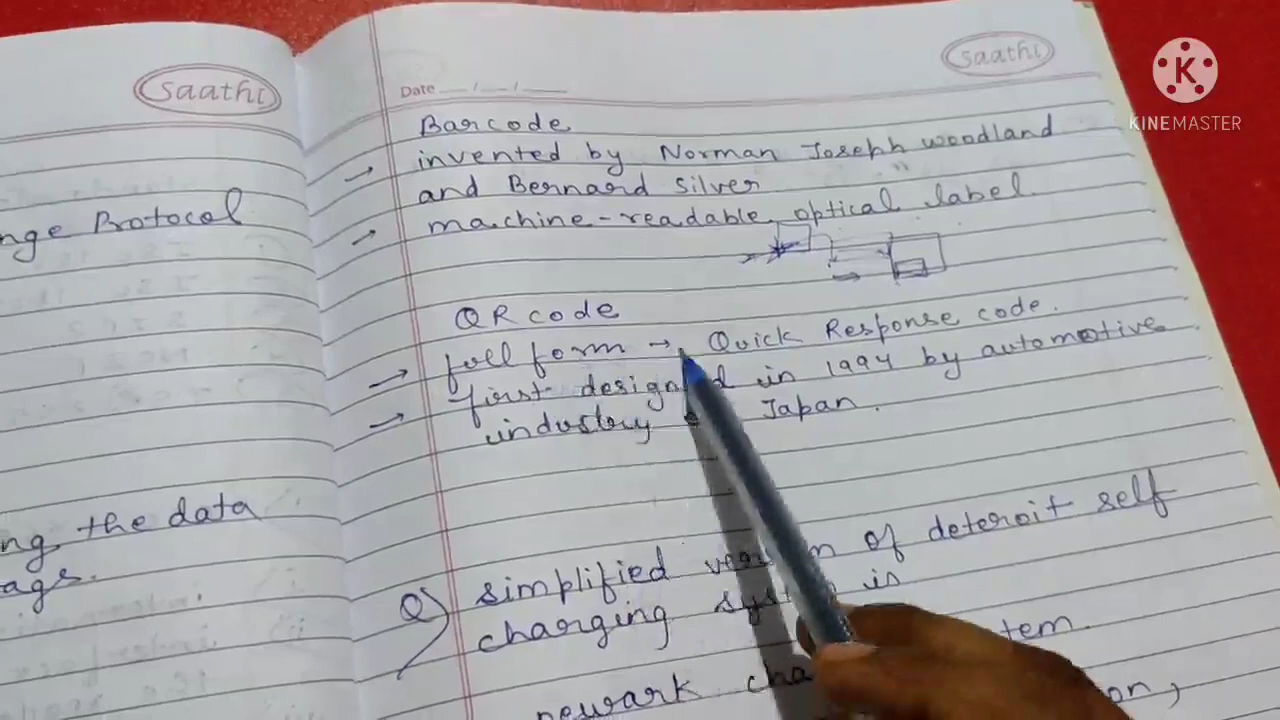 saathi
nge Protocol
ng the data
ags.
saathi
Date
KINEMASTER
Barcode
invented by Norman Joseph woodland
and Bernard silver
machine-readable optical label
QR code
full form → Quick Response code.
first designed in 1994 by automotive
industry Japan.
Q) simplified of deteroit self
charging is
tem.
newark